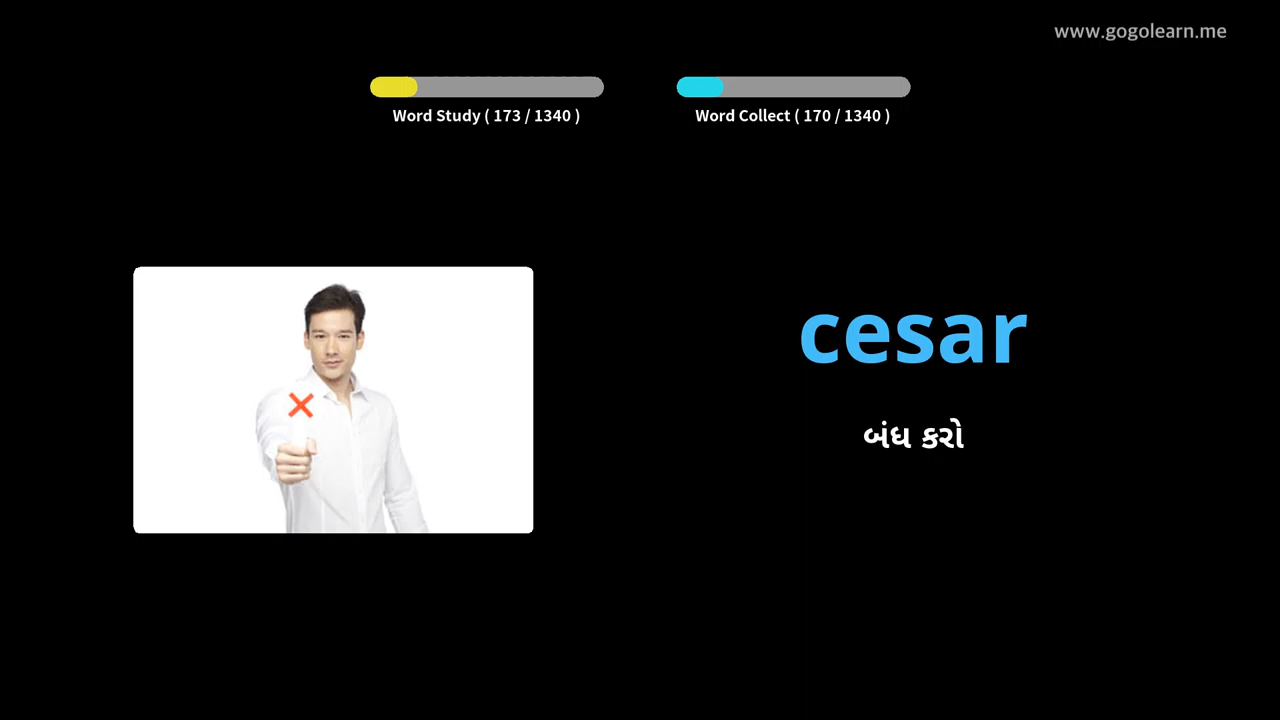 www.gogolearn.me
Word Study ( 173 / 1340 )
Word Collect ( 170 / 1340 )
cesar
બંધ કરો